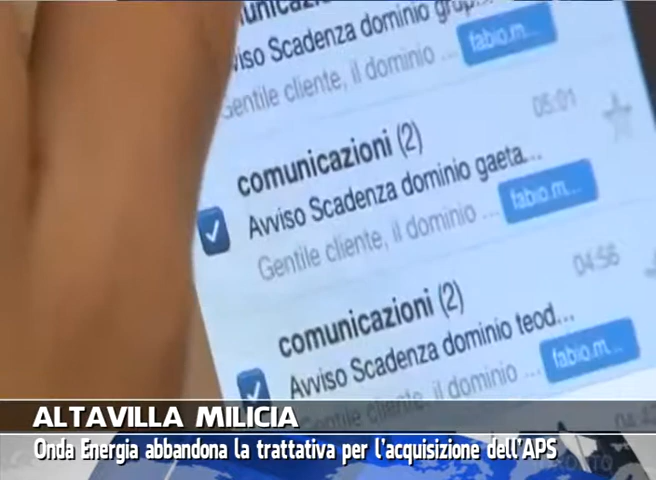 comunicazioni
Avviso Scadenza dominio grup...
fabio.m...
Gentile cliente, il dominio ...
05:01
comunicazioni (2)
Avviso Scadenza dominio gaeta...
Gentile cliente, il dominio ...
fabio.m...
04:56
comunicazioni (2)
Avviso Scadenza dominio teod...
Gentile cliente, il dominio ...
fabio.m...
ALTAVILLA MILICIA
Onda Energia abbandona la trattativa per l'acquisizione dell'APS